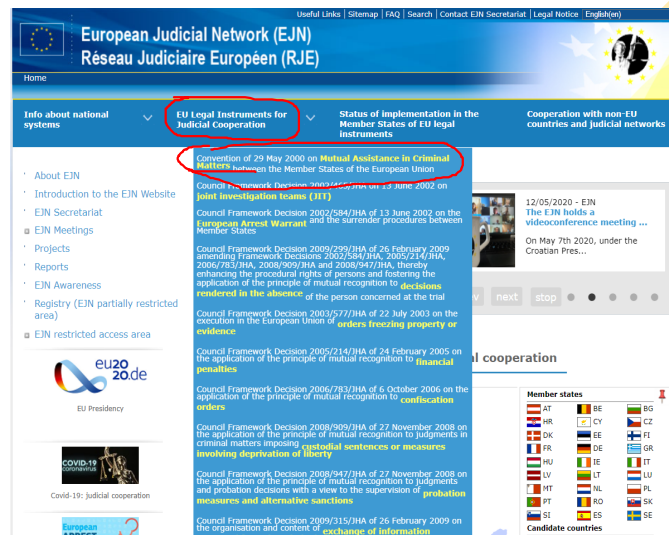 Useful Links | Sitemap | FAQ | Search | Contact EJN Secretariat | Legal Notice | English(en)
European Judicial Network (EJN)
Réseau Judiciaire Européen (RJE)
Home
Info about national
systems
EU Legal Instruments for
Judicial Cooperation
Status of implementation in the
Member States of EU legal
instruments
Cooperation with non-EU
countries and judicial networks
About EJN
Introduction to the EJN Website
EJN Secretariat
EJN Meetings
Projects
Reports
EJN Awareness
Registry (EJN partially restricted
area)
EJN restricted access area
eu20
20.de
EU Presidency
COVID-19
coronavirus
Covid-19: judicial cooperation
European
Convention of 29 May 2000 on Mutual Assistance in Criminal
Matters between the Member States of the European Union
Council Framework Decision 2002/465/JHA on 13 June 2002 on
joint investigation teams (JIT)
Council Framework Decision 2002/584/JHA of 13 June 2002 on the
European Arrest Warrant and the surrender procedures between
Member States
Council Framework Decision 2009/299/JHA of 26 February 2009
amending Framework Decisions 2002/584/JHA, 2005/214/JHA,
2006/783/JHA, 2008/909/JHA and 2008/947/JHA, thereby
enhancing the procedural rights of persons and fostering the
application of the principle of mutual recognition to decisions
rendered in the absence of the person concerned at the trial
Council Framework Decision 2003/577/JHA of 22 July 2003 on the
execution in the European Union of orders freezing property or
evidence
Council Framework Decision 2005/214/JHA of 24 February 2005 on
the application of the principle of mutual recognition to financial
penalties
Council Framework Decision 2006/783/JHA of 6 October 2006 on the
application of the principle of mutual recognition to confiscation
orders
Council Framework Decision 2008/909/JHA of 27 November 2008 on
the application of the principle of mutual recognition to judgments in
criminal matters imposing custodial sentences or measures
involving deprivation of liberty
Council Framework Decision 2008/947/JHA of 27 November 2008 on
the application of the principle of mutual recognition to judgments
and probation decisions with a view to the supervision of probation
measures and alternative sanctions
Council Framework Decision 2009/315/JHA of 26 February 2009 on
the organisation and content of exchange of information
12/05/2020 - EJN
The EJN holds a
videoconference meeting ...
On May 7th 2020, under the
Croatian Pres...
next stop
al cooperation
Member states
AT BE BG
HR CY CZ
DK EE FI
FR DE GR
HU IE IT
LV LT LU
MT NL PL
PT RO SK
SI ES SE
Candidate countries